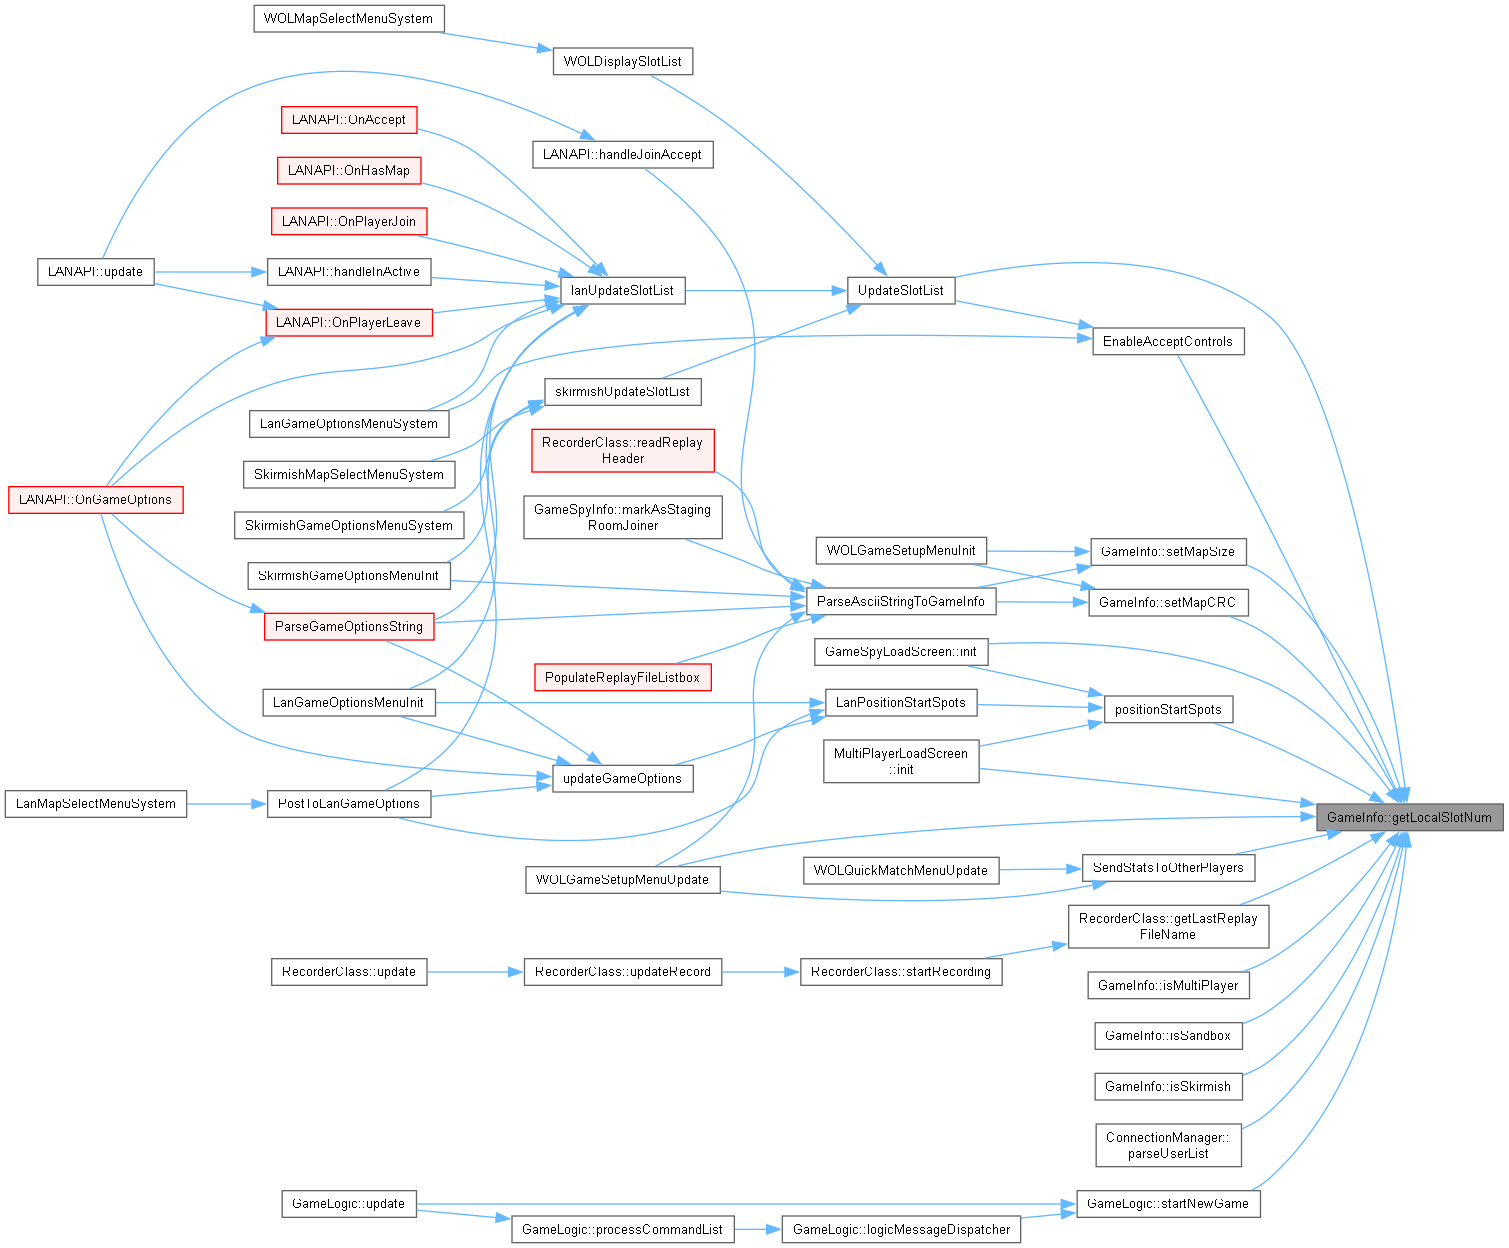 WOLMapSelectMenuSystem
WOLDisplaySlotList
LANAPI::OnAccept
LANAPI::handleJoinAccept
LANAPI::OnHasMap
LANAPI::OnPlayerJoin
LANAPI::update
LANAPI::handleInActive
lanUpdateSlotList
UpdateSlotList
LANAPI::OnPlayerLeave
EnableAcceptControls
skirmishUpdateSlotList
LanGameOptionsMenuSystem
RecorderClass::readReplay
Header
SkirmishMapSelectMenuSystem
LANAPI::OnGameOptions
GameSpyInfo::markAsStaging
RoomJoiner
SkirmishGameOptionsMenuSystem
WOLGameSetupMenuInit
GameInfo::setMapSize
SkirmishGameOptionsMenuInit
ParseAsciiStringToGameInfo
GameInfo::setMapCRC
ParseGameOptionsString
GameSpyLoadScreen::init
PopulateReplayFileListbox
LanGameOptionsMenuInit
LanPositionStartSpots
positionStartSpots
MultiPlayerLoadScreen
::init
updateGameOptions
LanMapSelectMenuSystem
PostToLanGameOptions
GameInfo::getLocalSlotNum
WOLGameSetupMenuUpdate
WOLQuickMatchMenuUpdate
SendStatsToOtherPlayers
RecorderClass::getLastReplay
FileName
RecorderClass::update
RecorderClass::updateRecord
RecorderClass::startRecording
GameInfo::isMultiPlayer
GameInfo::isSandbox
GameInfo::isSkirmish
ConnectionManager::
parseUserList
GameLogic::update
GameLogic::startNewGame
GameLogic::processCommandList
GameLogic::logicMessageDispatcher